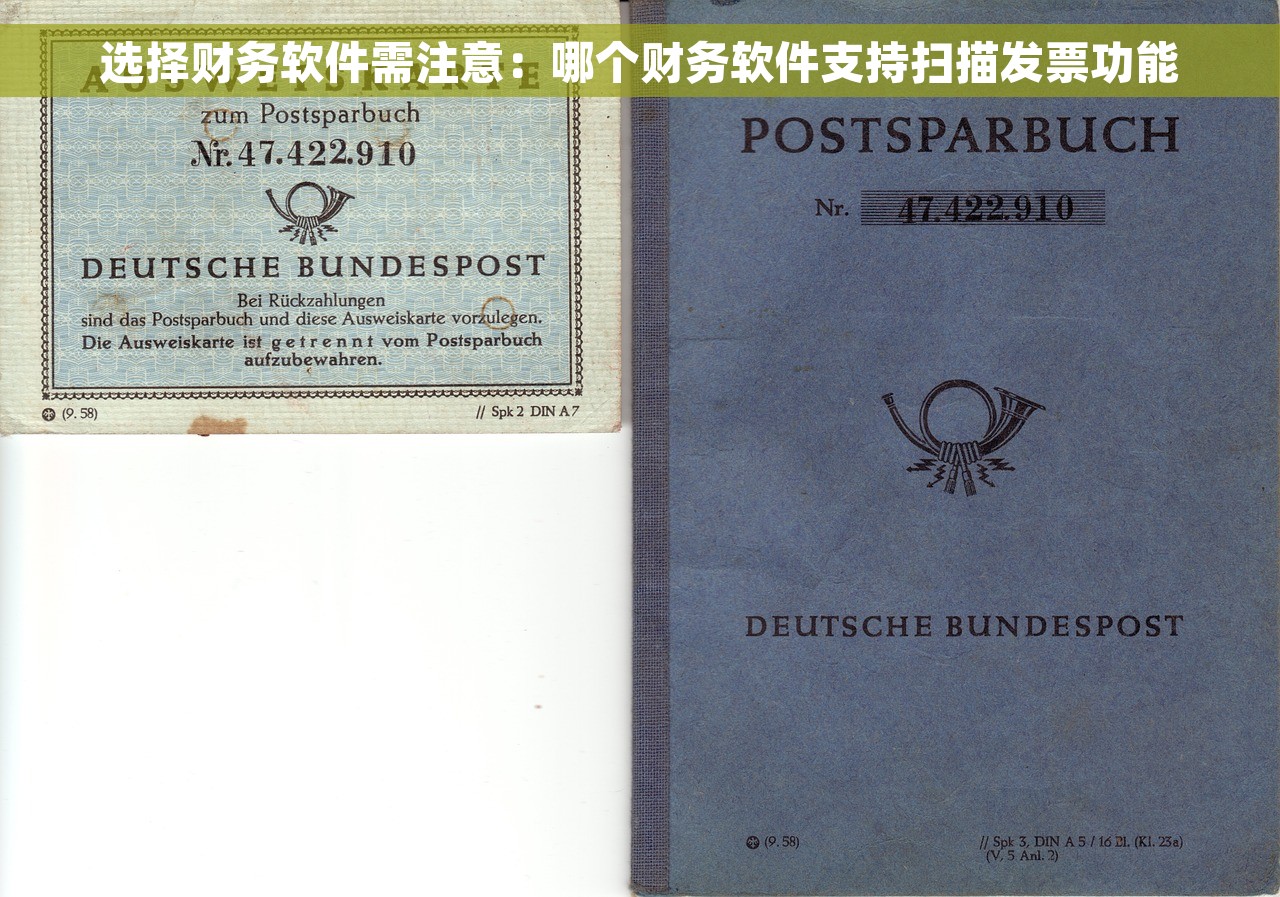 选择财务软件需注意：哪个财务软件支持扫描发票功能
AUSWEISKARTE
zum Postsparbuch
Nr. 47.422.910
DEUTSCHE BUNDESPOST
Bei Rückzahlungen
sind das Postsparbuch und diese Ausweiskarte vorzulegen.
Die Ausweiskarte ist getrennt vom Postsparbuch
aufzubewahren.
(9. 58)
// Spk 2 DIN A 7
POSTSPARBUCH
Nr. 47.422.910
DEUTSCHE BUNDESPOST
(9. 58)
// Spk 3, DIN A 5 / 16 Bl. (Kl. 23a)
(V, 5 Anl. 2)